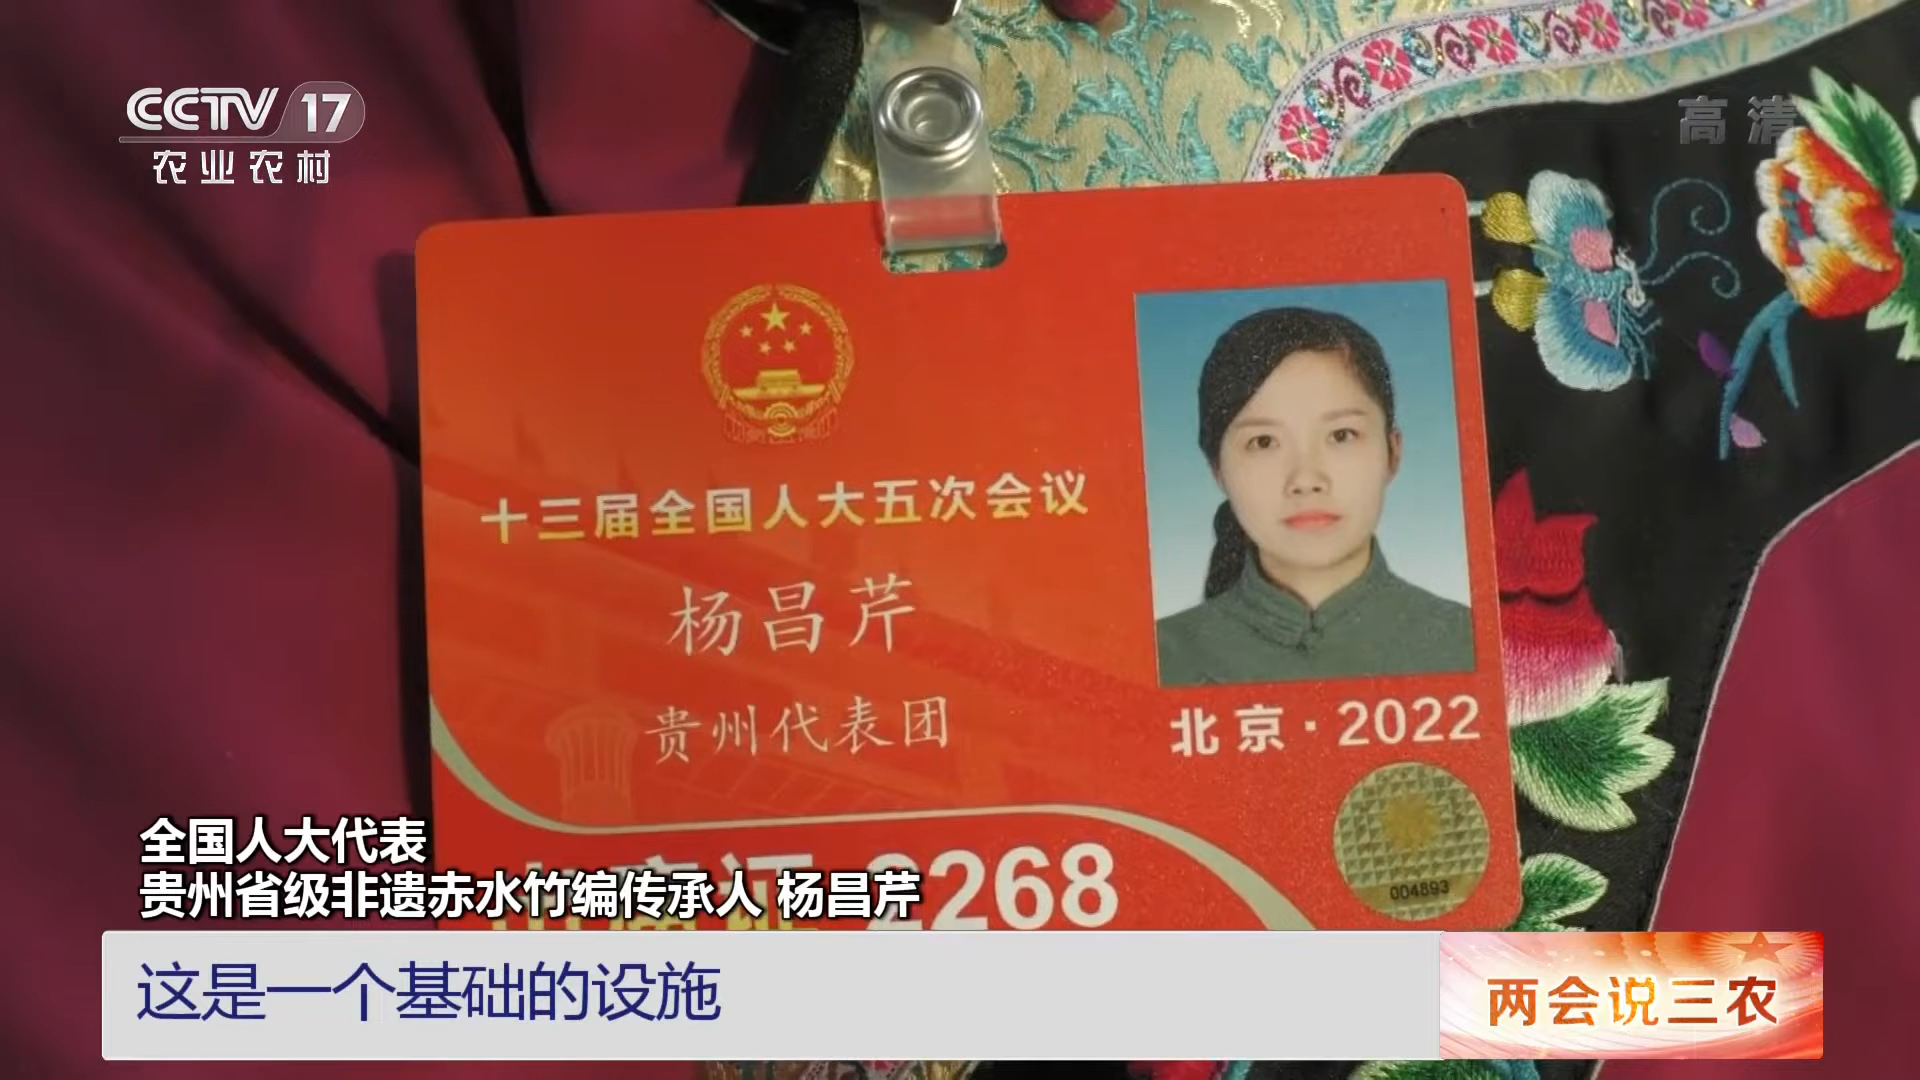 CCTV 17
农业农村
高清
十三届全国人大五次会议
杨昌芹
贵州代表团
北京·2022
004893
2268
全国人大代表
贵州省级非遗赤水竹编传承人 杨昌芹
这是一个基础的设施
两会说三农